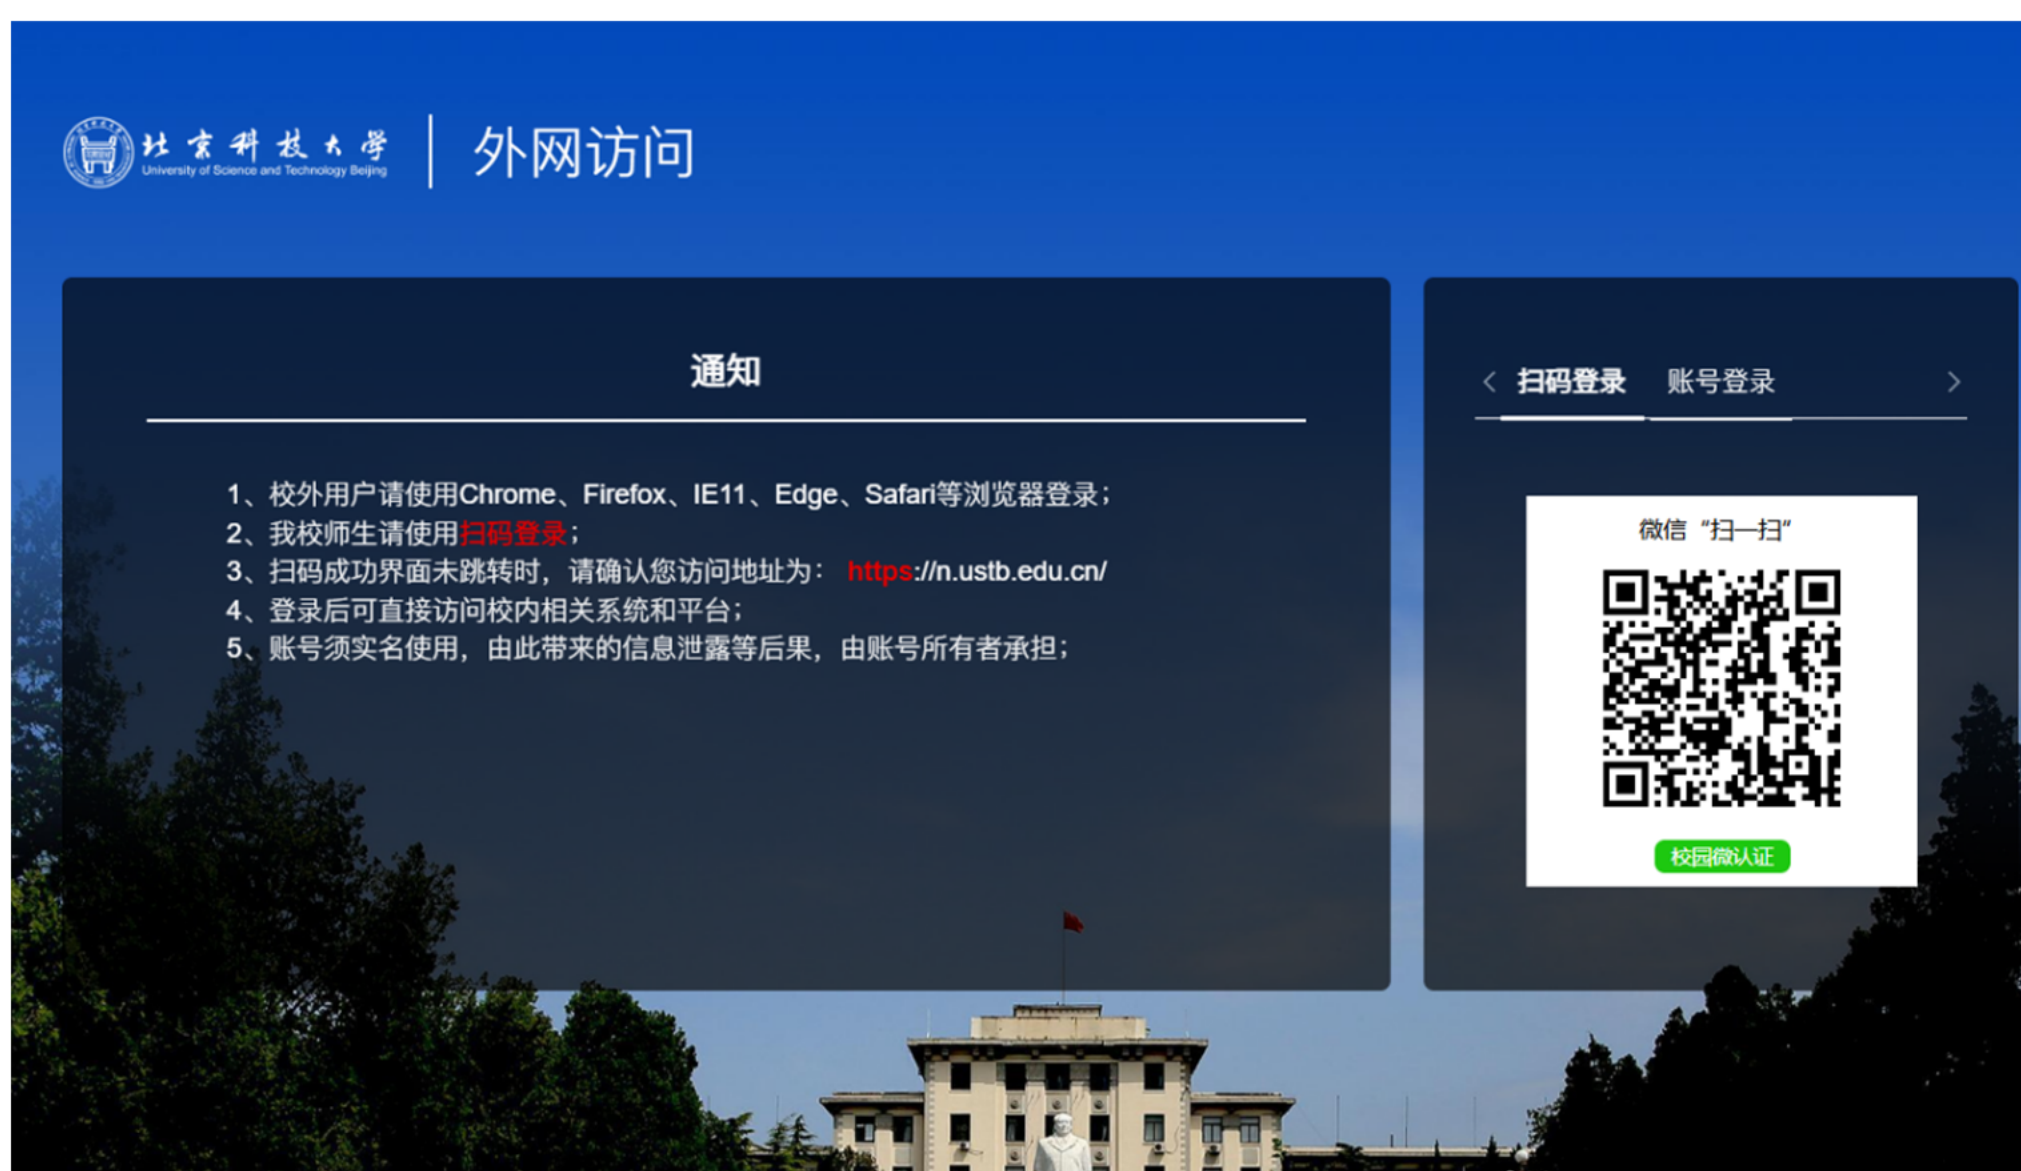 北京科技大学
University of Science and Technology Beijing
外网访问
通知
1、校外用户请使用Chrome、Firefox、IE11、Edge、Safari等浏览器登录；
2、我校师生请使用扫码登录；
3、扫码成功界面未跳转时，请确认您访问地址为： https://n.ustb.edu.cn/
4、登录后可直接访问校内相关系统和平台；
5、账号须实名使用，由此带来的信息泄露等后果，由账号所有者承担；
扫码登录 账号登录
微信“扫一扫“
校园微认证